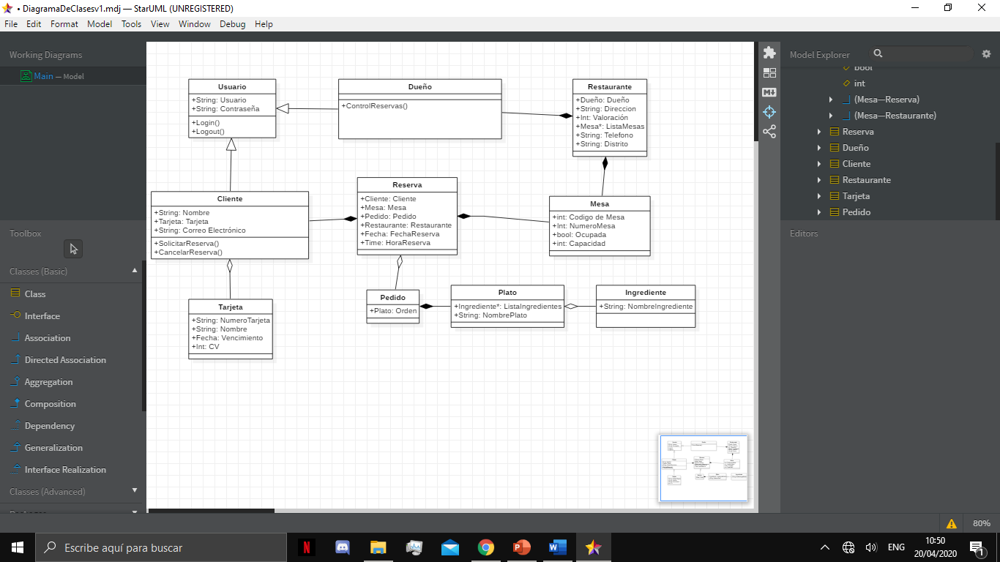 • DiagramaDeClasesv1.mdj — StarUML (UNREGISTERED)
File Edit Format Model Tools View Window Debug Help
Working Diagrams
Main — Model
Toolbox
Classes (Basic)
Class
Interface
Association
Directed Association
Aggregation
Composition
Dependency
Generalization
Interface Realization
Classes (Advanced)
Usuario
+String: Usuario
+String: Contraseña
+Login()
+Logout()
Dueño
+ControlReservas()
Restaurante
+Dueño: Dueño
+String: Direccion
+Int: Valoración
+Mesa*: ListaMesas
+String: Telefono
+String: Distrito
Cliente
+String: Nombre
+Tarjeta: Tarjeta
+String: Correo Electrónico
+SolicitarReserva()
+CancelarReserva()
Reserva
+Cliente: Cliente
+Mesa: Mesa
+Pedido: Pedido
+Restaurante: Restaurante
+Fecha: FechaReserva
+Time: HoraReserva
Mesa
+int: Codigo de Mesa
+Int: NumeroMesa
+bool: Ocupada
+int: Capacidad
Tarjeta
+String: NumeroTarjeta
+String: Nombre
+Fecha: Vencimiento
+Int: CV
Pedido
+Plato: Orden
Plato
+Ingrediente*: ListaIngredientes
+String: NombrePlato
Ingrediente
+String: NombreIngrediente
Model Explorer
bool
int
(Mesa—Reserva)
(Mesa—Restaurante)
Reserva
Dueño
Cliente
Restaurante
Tarjeta
Pedido
Editors
80%
Escribe aquí para buscar
ENG
10:50
20/04/2020
1